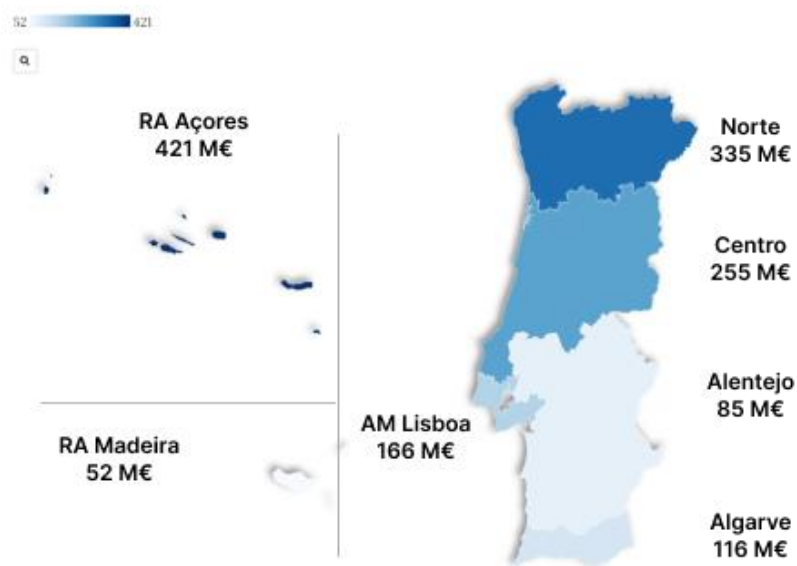 52 421
RA Açores
421 M€
Norte
335 M€
Centro
255 M€
Alentejo
85 M€
AM Lisboa
166 M€
RA Madeira
52 M€
Algarve
116 M€